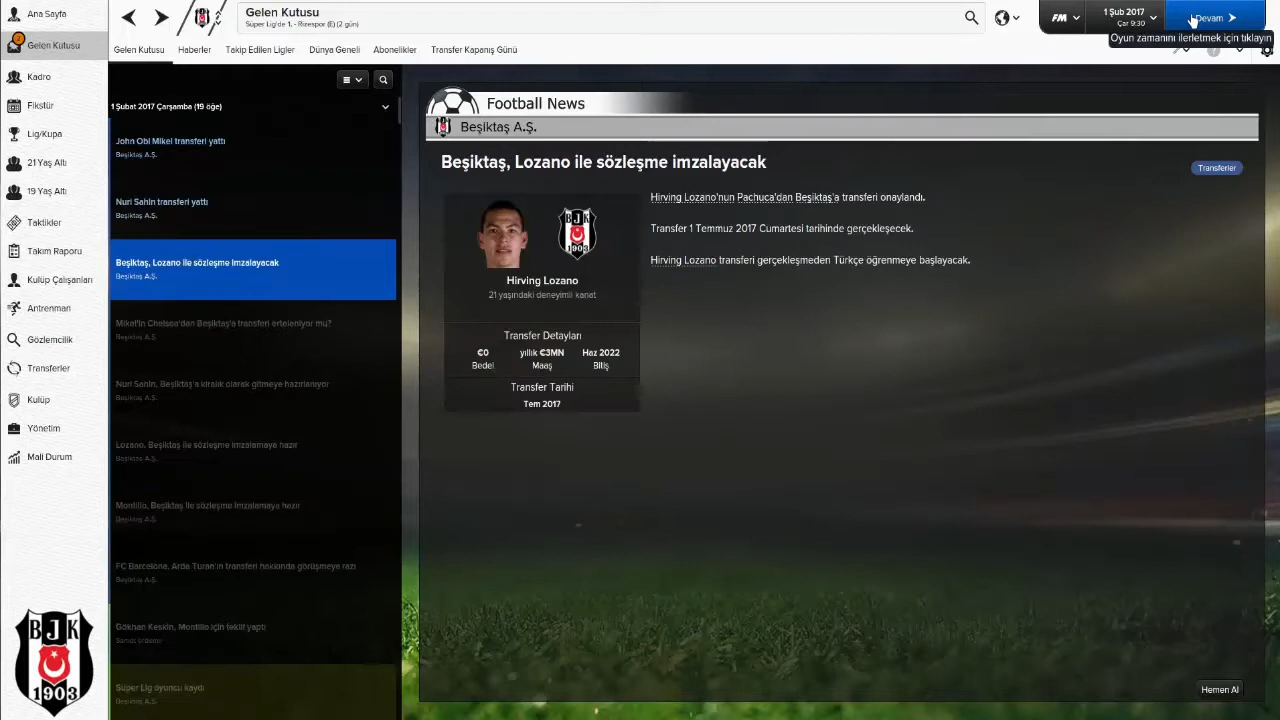 Ana Sayfa
Gelen Kutusu
Kadro
Fikstür
Lig/Kupa
21 Yaş Altı
19 Yaş Altı
Taktikler
Takım Raporu
Kulüp Çalışanları
Antrenman
Gözlemcilik
Transferler
Kulüp
Yönetim
Mali Durum
BJK
1903
Gelen Kutusu
Süper Lig'de 1. - Rizespor (E) (2 gün)
FM
1 Şub 2017
Çar 9:30
Devam
Oyun zamanını ilerletmek için tıklayın
Gelen Kutusu
Haberler
Takip Edilen Ligler
Dünya Geneli
Abonelikler
Transfer Kapanış Günü
1 Şubat 2017 Çarşamba (19 öğe)
John Obi Mikel transferi yattı
Beşiktaş A.Ş.
Nuri Sahin transferi yattı
Beşiktaş A.Ş.
Beşiktaş, Lozano ile sözleşme imzalayacak
Beşiktaş A.Ş.
Mikel'in Chelsea'dan Beşiktaş'a transferi erteleniyor mu?
Beşiktaş A.Ş.
Nuri Sahin, Beşiktaş'a kiralık olarak gitmeye hazırlanıyor
Beşiktaş A.Ş.
Lozano, Beşiktaş ile sözleşme imzalamaya hazır
Beşiktaş A.Ş.
Montillo, Beşiktaş ile sözleşme imzalamaya hazır
Beşiktaş A.Ş.
FC Barcelona, Arda Turan'ın transferi hakkında görüşmeye razı
Beşiktaş A.Ş.
Gökhan Keskin, Montillo için teklif yaptı
Süper Lig oyuncu kaydı
Beşiktaş A.Ş.
Football News
Beşiktaş A.Ş.
Beşiktaş, Lozano ile sözleşme imzalayacak
Transferler
BJK
1903
Hirving Lozano
21 yaşındaki deneyimli kanat
Transfer Detayları
€0 yıllık €3MN Haz 2022
Bedel Maaş Bitiş
Transfer Tarihi
Tem 2017
Hirving Lozano'nun Pachuca'dan Beşiktaş'a transferi onaylandı.
Transfer 1 Temmuz 2017 Cumartesi tarihinde gerçekleşecek.
Hirving Lozano transferi gerçekleşmeden Türkçe öğrenmeye başlayacak.
Hemen Al